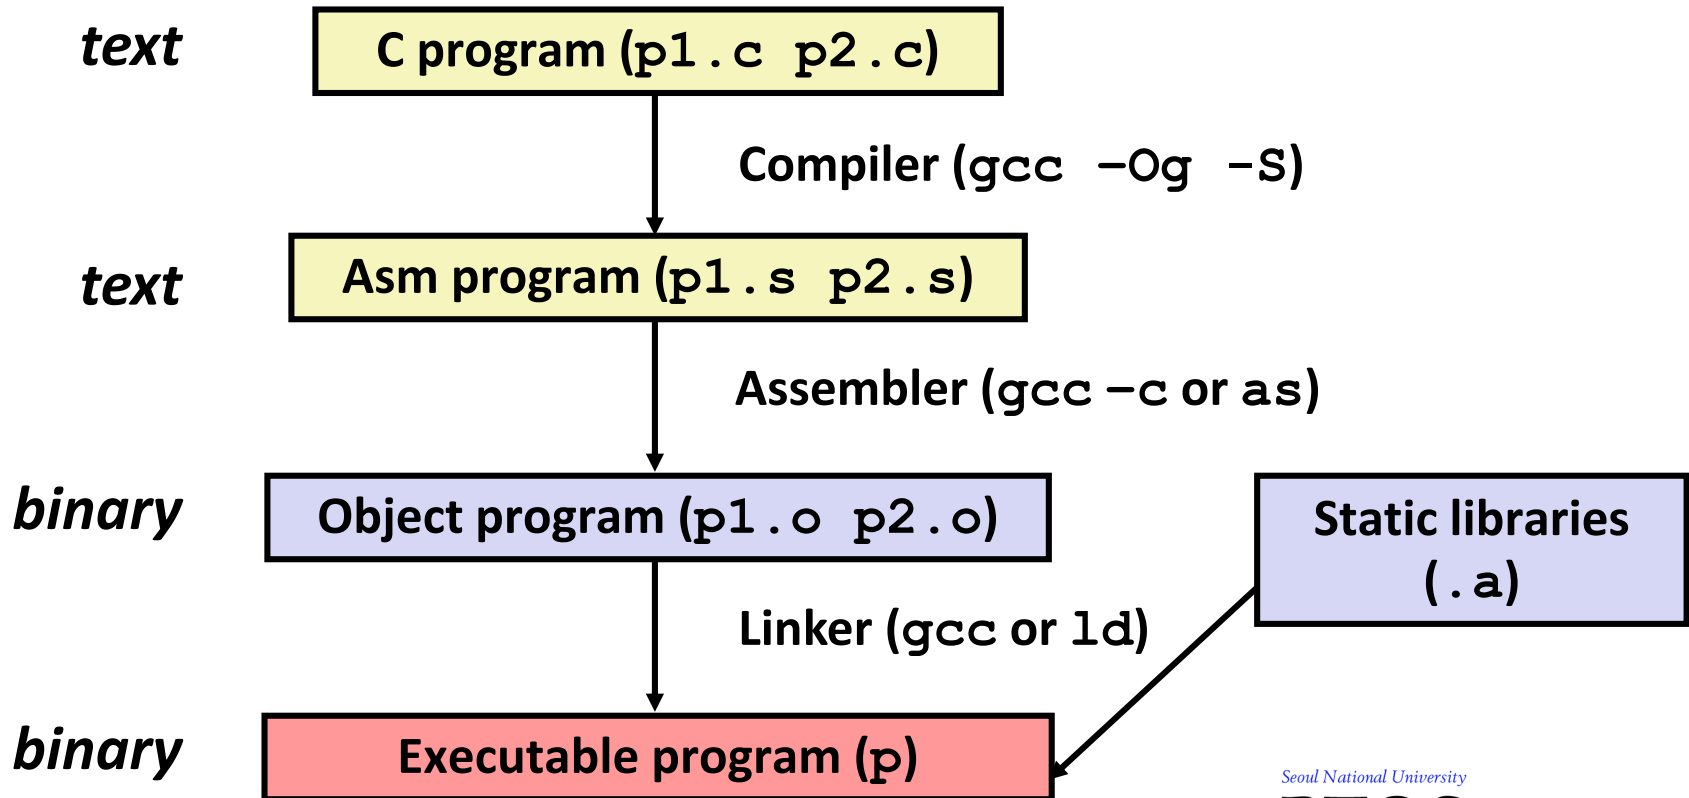 text
C program (p1.c p2.c)
Compiler (gcc –Og -S)
text
Asm program (p1.s p2.s)
Assembler (gcc –c or as)
binary
Object program (p1.o p2.o)
Static libraries
(.a)
Linker (gcc or ld)
binary
Executable program (p)
Seoul National University